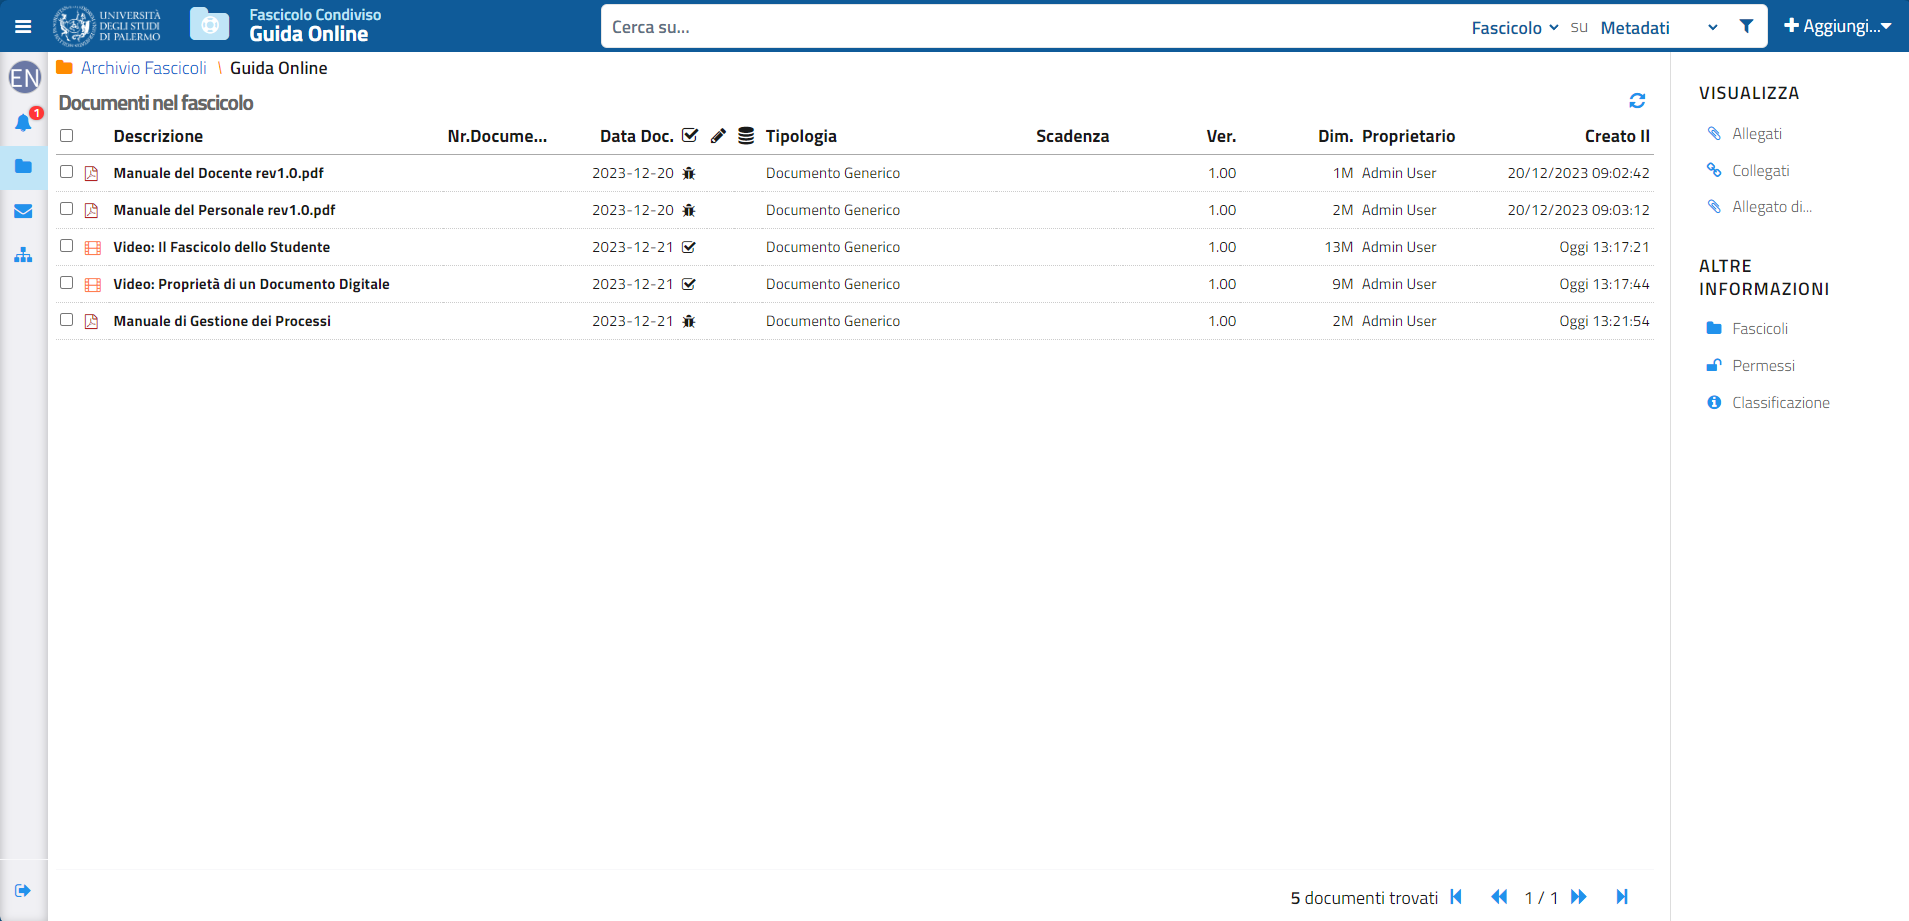 UNIVERSITÀ
DEGLI STUDI
DI PALERMO
Fascicolo Condiviso
Guida Online
Cerca su...
Fascicolo su Metadati
Aggiungi...
EN
1
Archivio Fascicoli \ Guida Online
Documenti nel fascicolo
Descrizione Nr.Docume... Data Doc. Tipologia Scadenza Ver. Dim. Proprietario Creato Il
Manuale del Docente rev1.0.pdf 2023-12-20 Documento Generico 1.00 1M Admin User 20/12/2023 09:02:42
Manuale del Personale rev1.0.pdf 2023-12-20 Documento Generico 1.00 2M Admin User 20/12/2023 09:03:12
Video: Il Fascicolo dello Studente 2023-12-21 Documento Generico 1.00 13M Admin User Oggi 13:17:21
Video: Proprietà di un Documento Digitale 2023-12-21 Documento Generico 1.00 9M Admin User Oggi 13:17:44
Manuale di Gestione dei Processi 2023-12-21 Documento Generico 1.00 2M Admin User Oggi 13:21:54
5 documenti trovati 1 / 1
VISUALIZZA
Allegati
Collegati
Allegato di...
ALTRE
INFORMAZIONI
Fascicoli
Permessi
Classificazione